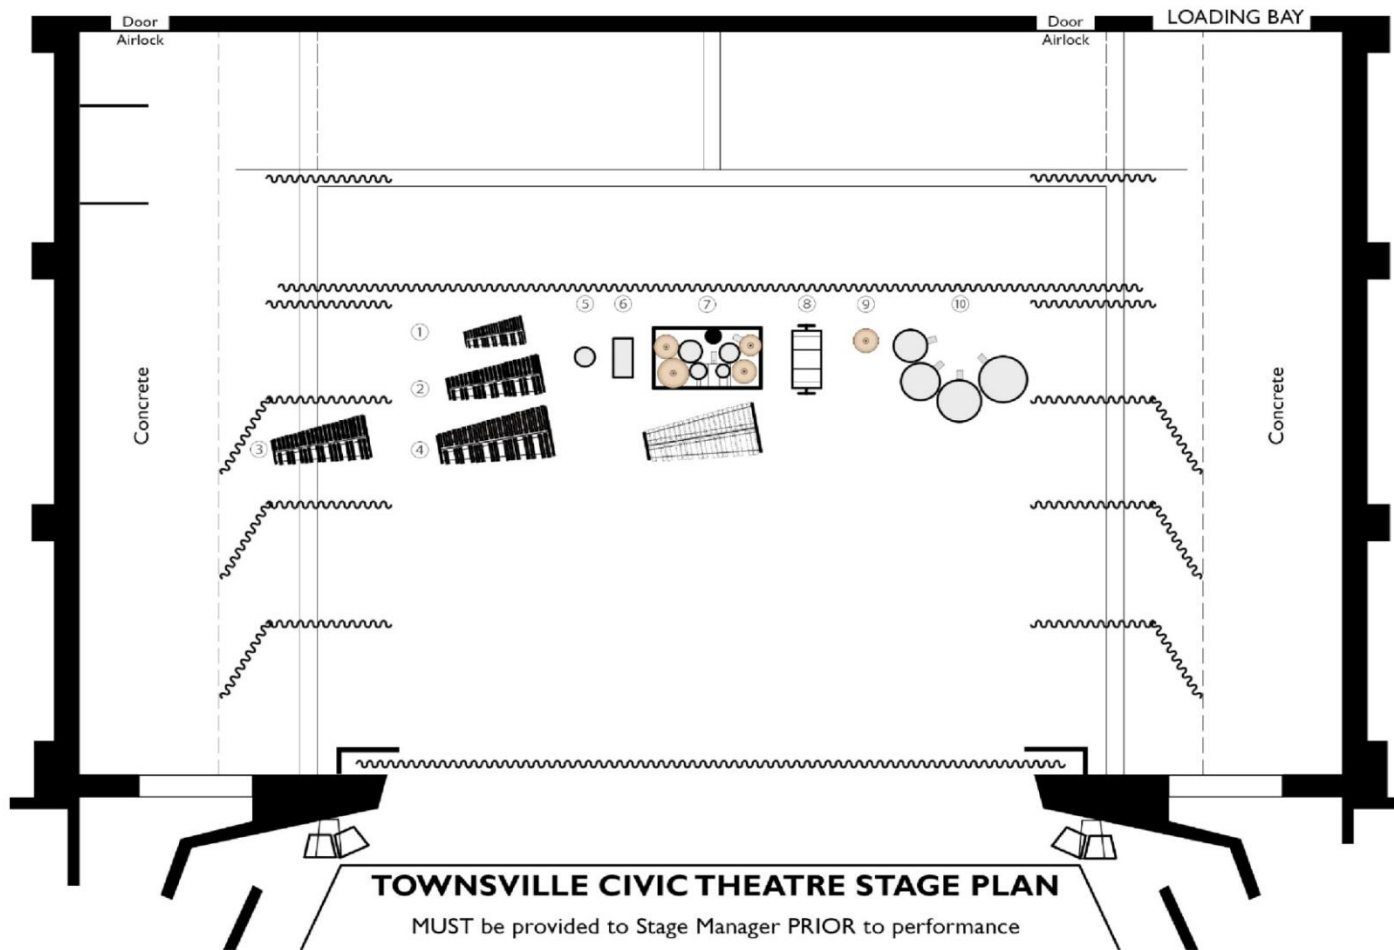 Door
Airlock
Door
Airlock
LOADING BAY
⑤
⑥
⑦
⑧
⑨
⑩
①
②
③
④
Concrete
Concrete
TOWNSVILLE CIVIC THEATRE STAGE PLAN
MUST be provided to Stage Manager PRIOR to performance